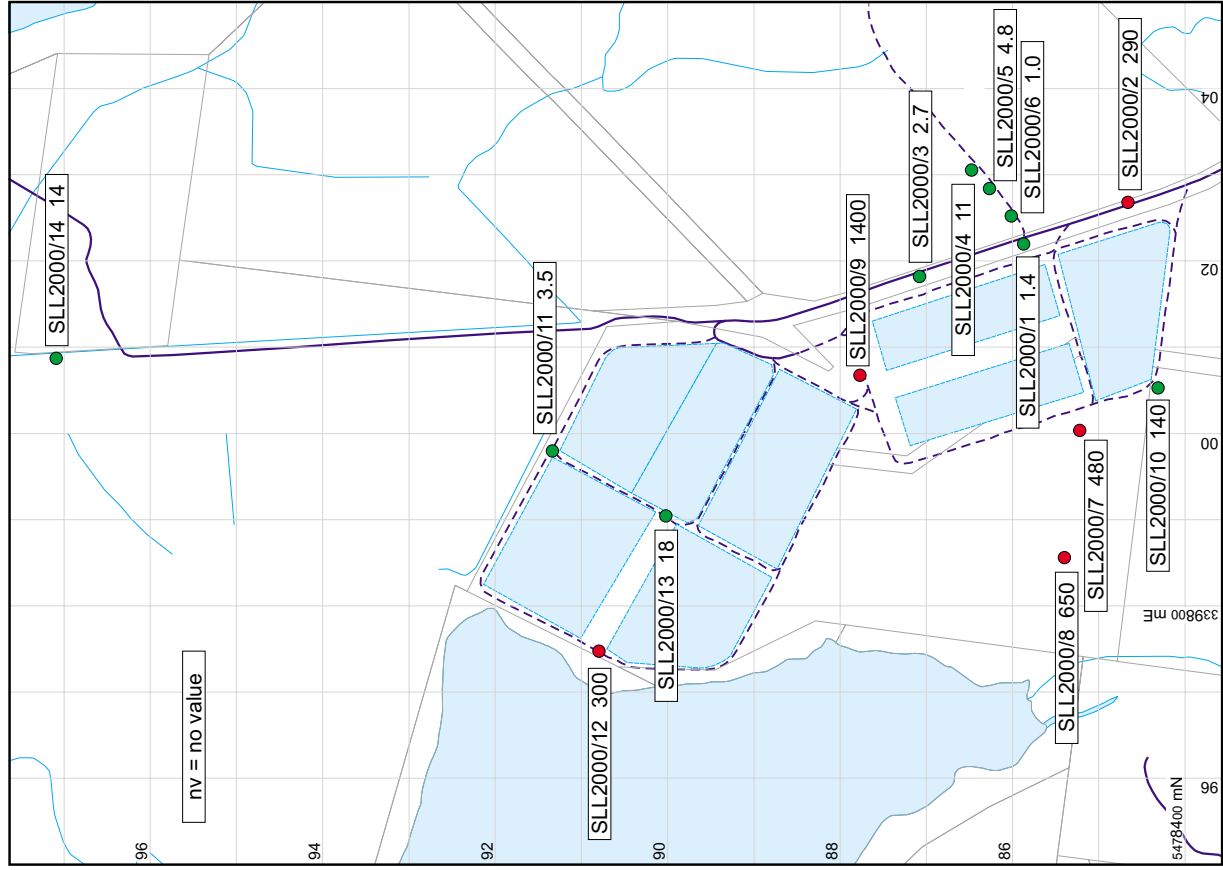 SLL2000/14 14
nv = no value
SLL2000/12 300
SLL2000/11 3.5
SLL2000/13 18
SLL2000/9 1400
SLL2000/3 2.7
SLL2000/4 11
SLL2000/5 4.8
SLL2000/6 1.0
SLL2000/1 1.4
SLL2000/2 290
SLL2000/8 650
SLL2000/7 480
SLL2000/10 140
96
94
92
90
88
86
5478400 mN
96
339800 mE
00
02
04